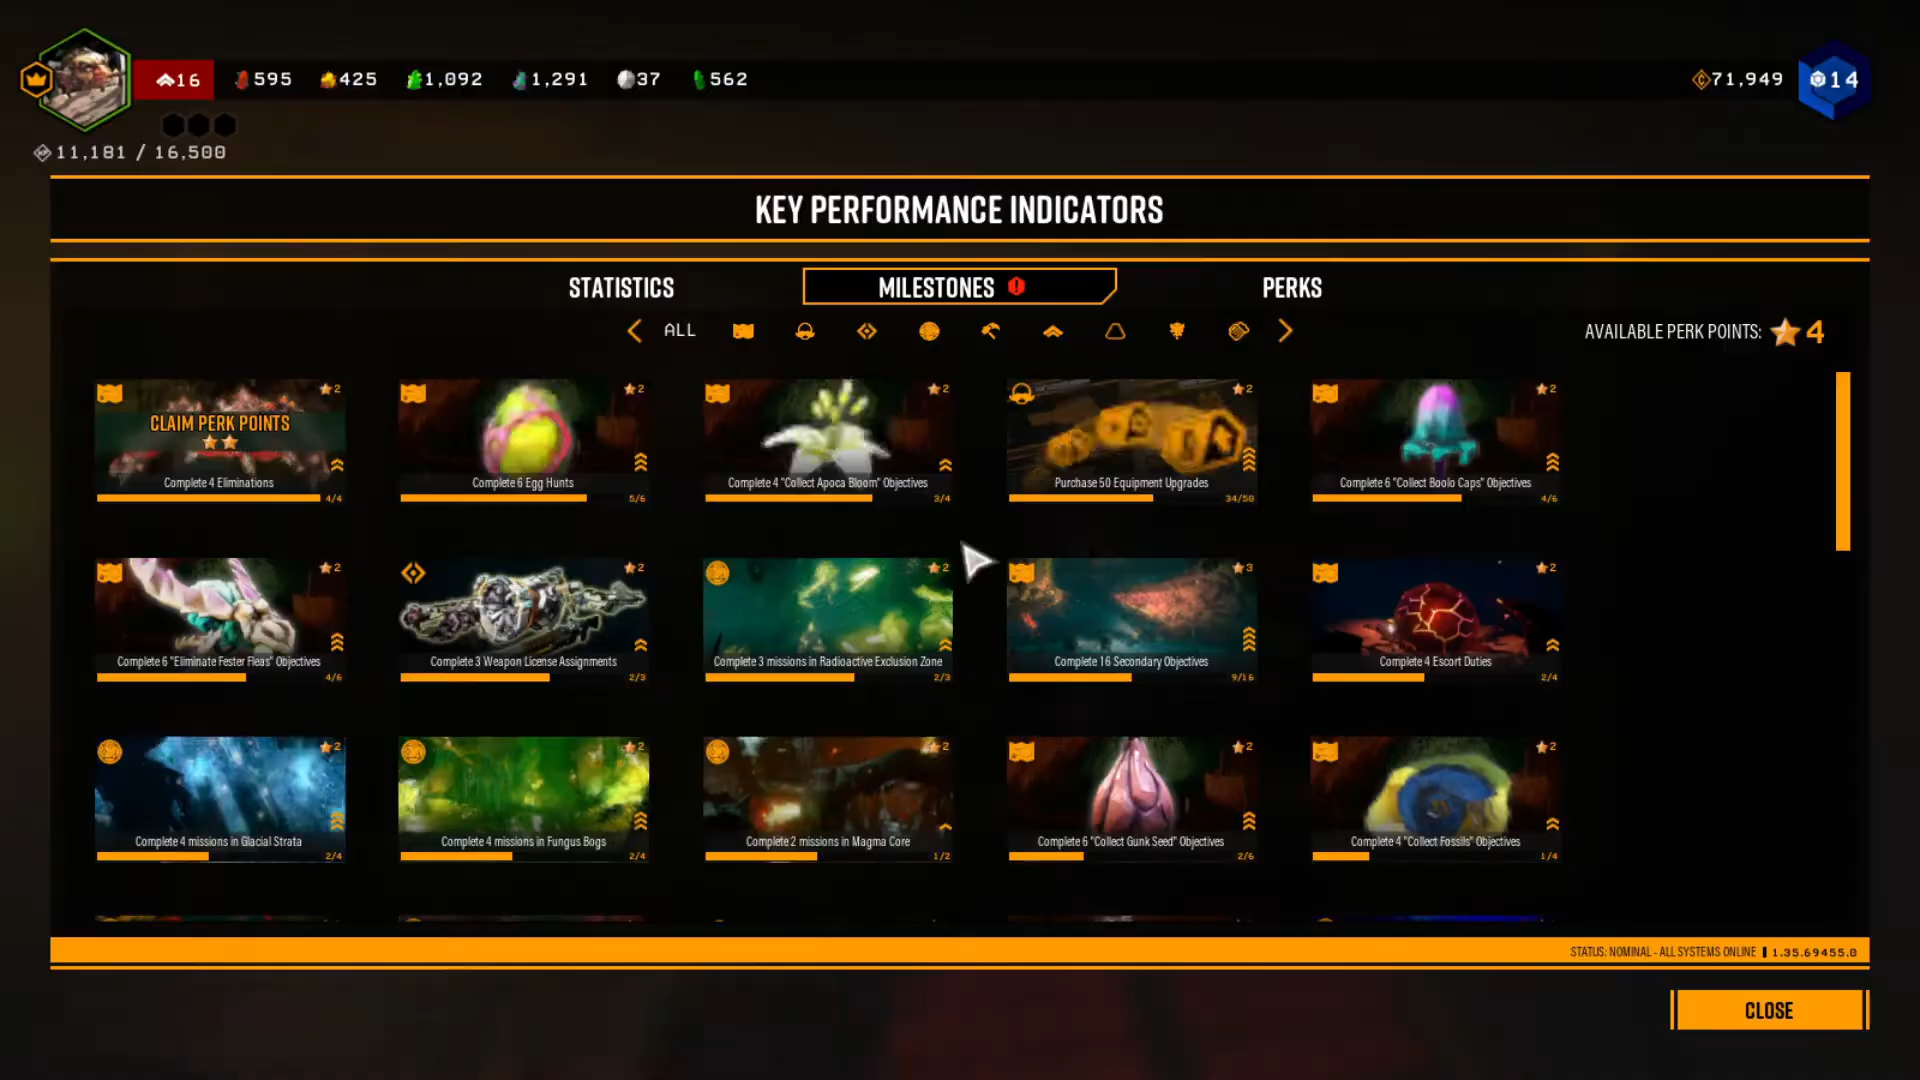 16 595 425 1,092 1,291 37 562 71,949 14
11,181 / 16,500
KEY PERFORMANCE INDICATORS
STATISTICS MILESTONES PERKS
ALL AVAILABLE PERK POINTS: 4
2 2 2 2 2
CLAIM PERK POINTS
Complete 4 Eliminations Complete 6 Egg Hunts Complete 4 "Collect Apoca Bloom" Objectives Purchase 50 Equipment Upgrades Complete 6 "Collect Boolo Caps" Objectives
4/4 5/6 3/4 34/50 4/6
2 2 2 3 2
Complete 6 "Eliminate Fester Fleas" Objectives Complete 3 Weapon License Assignments Complete 3 missions in Radioactive Exclusion Zone Complete 16 Secondary Objectives Complete 4 Escort Duties
4/6 2/3 2/3 9/16 2/4
2 2 2 2 2
Complete 4 missions in Glacial Strata Complete 4 missions in Fungus Bogs Complete 2 missions in Magma Core Complete 6 "Collect Gunk Seed" Objectives Complete 4 "Collect Fossils" Objectives
2/4 2/4 1/2 2/6 1/4
STATUS: NOMINAL - ALL SYSTEMS ONLINE 1.35.69455.0
CLOSE